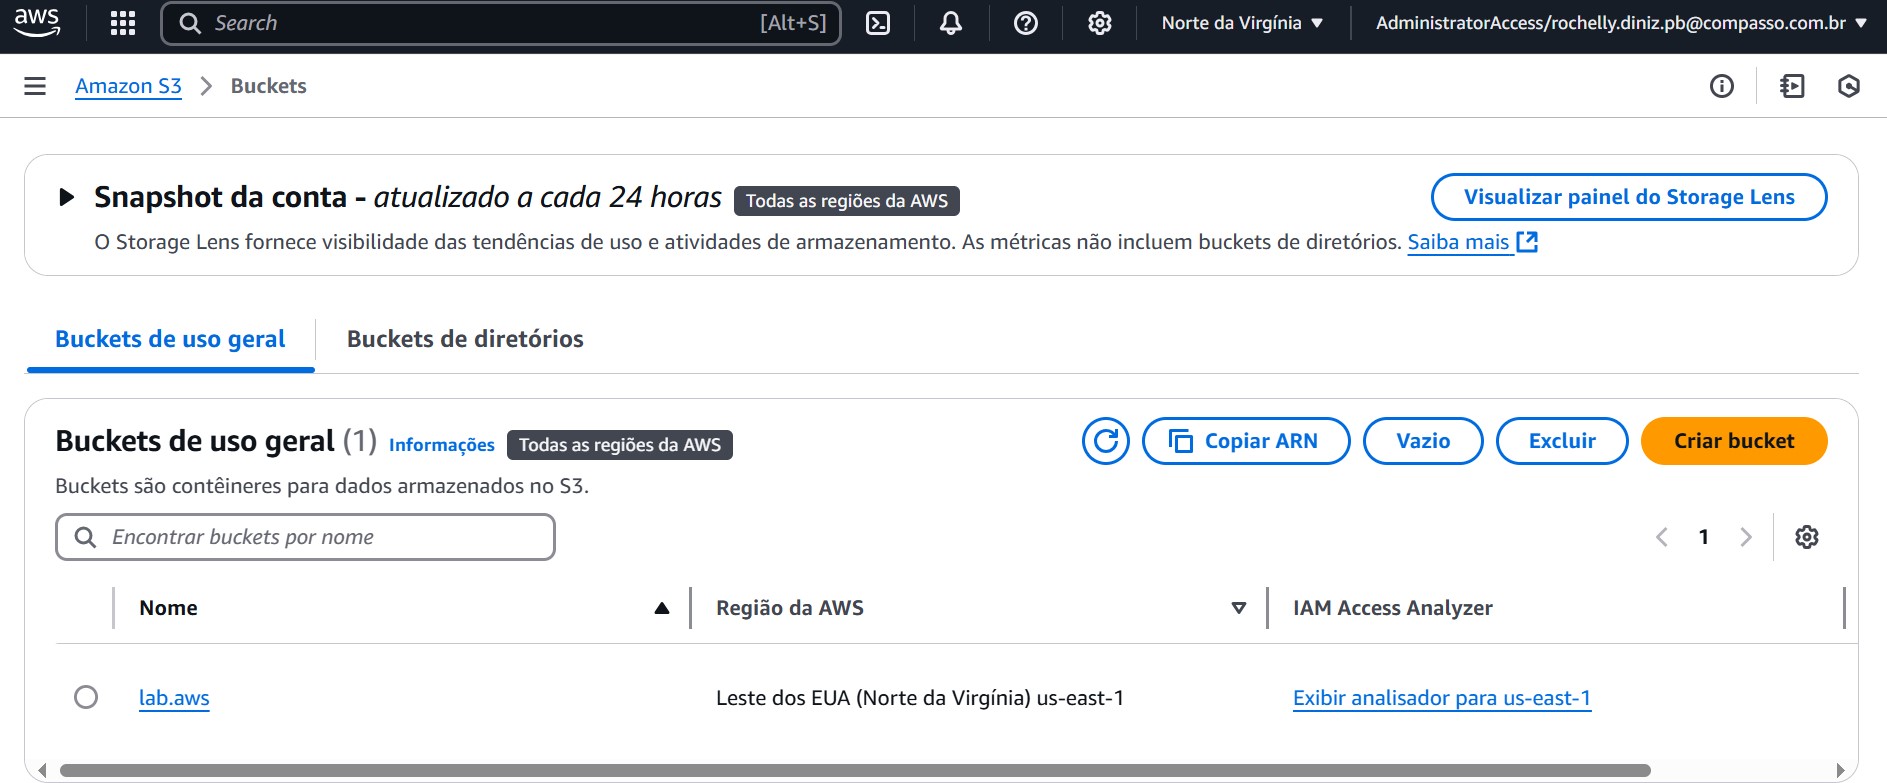 aws Search [Alt+S] Norte da Virgínia AdministratorAccess/rochelly.diniz.pb@compasso.com.br
Amazon S3 Buckets
Snapshot da conta - atualizado a cada 24 horas Todas as regiões da AWS Visualizar painel do Storage Lens
O Storage Lens fornece visibilidade das tendências de uso e atividades de armazenamento. As métricas não incluem buckets de diretórios. Saiba mais
Buckets de uso geral Buckets de diretórios
Buckets de uso geral (1) Informações Todas as regiões da AWS Copiar ARN Vazio Excluir Criar bucket
Buckets são contêineres para dados armazenados no S3.
Encontrar buckets por nome 1
Nome Região da AWS IAM Access Analyzer
lab.aws Leste dos EUA (Norte da Virgínia) us-east-1 Exibir analisador para us-east-1